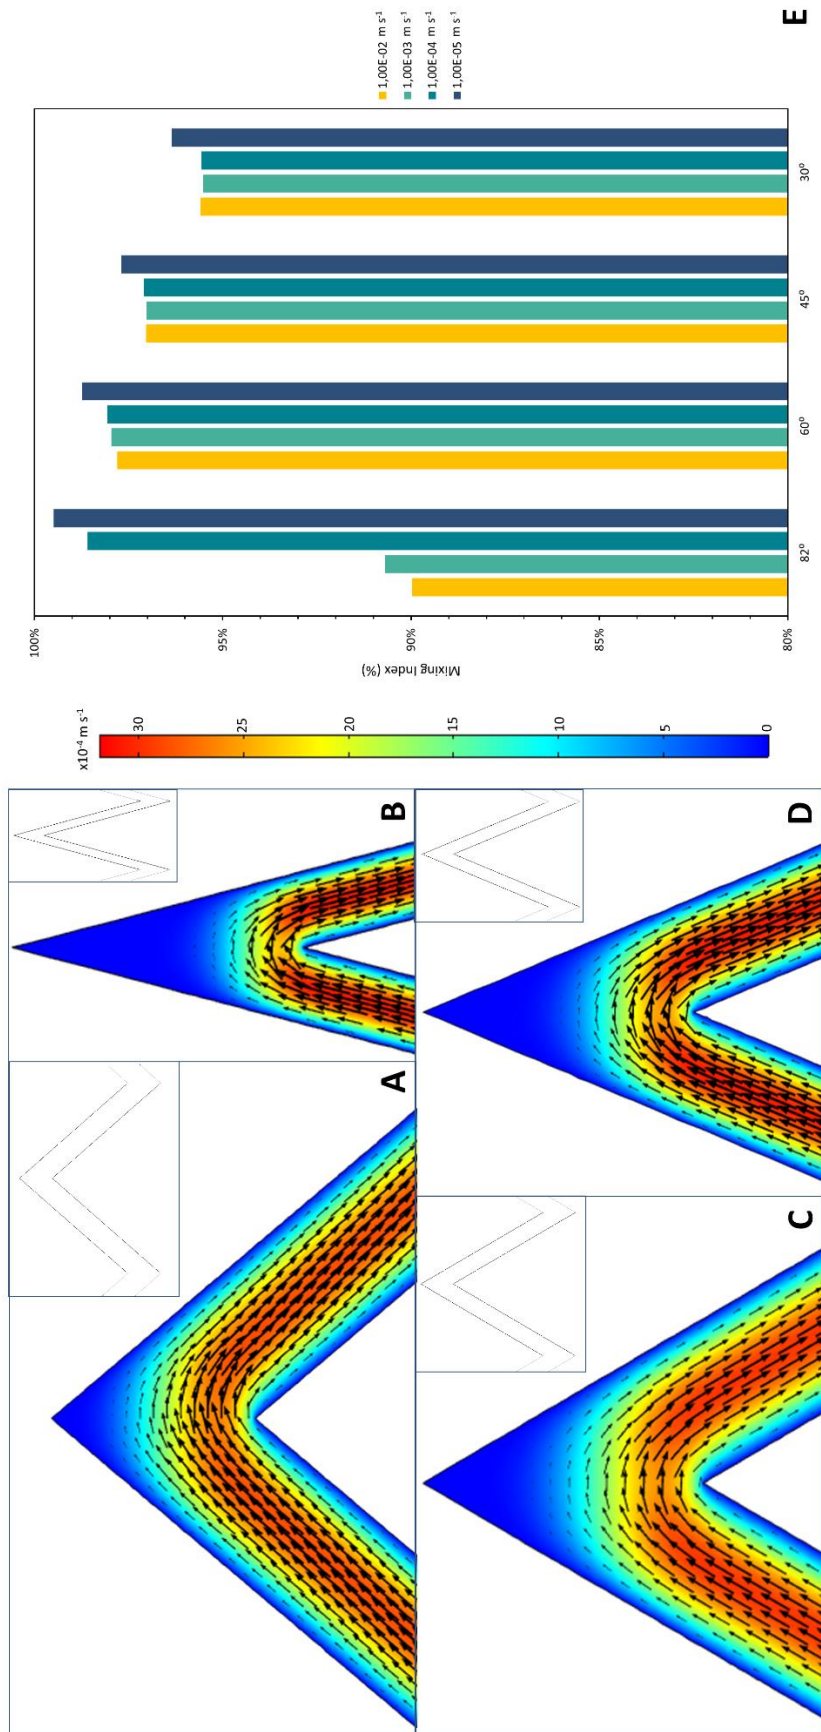 A
B
C
D
x10⁻⁴ m s⁻¹
30
25
20
15
10
5
0
Mixing Index (%)
100%
95%
90%
85%
80%
82º
60º
45º
30º
1,00E-02 m s⁻¹
1,00E-03 m s⁻¹
1,00E-04 m s⁻¹
1,00E-05 m s⁻¹
E